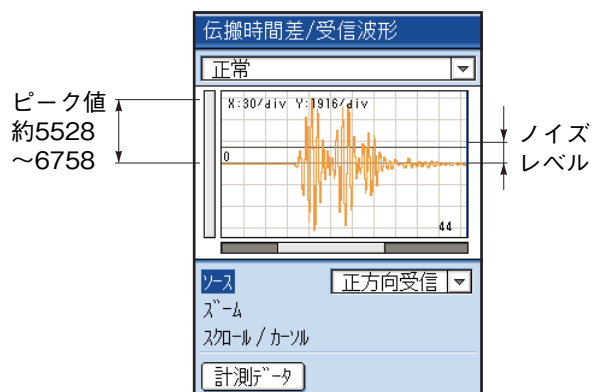 伝搬時間差/受信波形
正常
ピーク値
約5528
～6758
X:30/div Y:1916/div
0
44
ノイズ
レベル
ソース
正方向受信
ズーム
スクロール / カーソル
計測データ